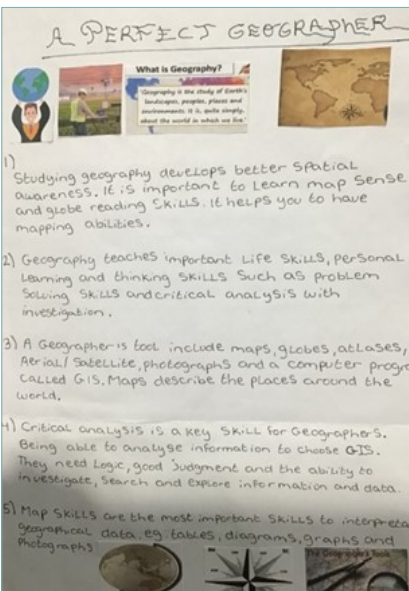 A PERFECT GEOGRAPHER
What is Geography?
'Geography is the study of Earth's
landscapes, peoples, places and
environments. It is, quite simply,
about the world in which we live'
1)
Studying geography develops better spatial
awareness. It is important to learn map sense
and globe reading skills. It helps you to have
mapping abilities.
2) Geography teaches important life skills, personal
learning and thinking skills such as problem
solving skills and critical analysis with
investigation.
3) A Geographer is tool include maps, globes, atlases,
Aerial/satellite, photographs and a computer progr
called GIS. Maps describe the places around the
world.
4) Critical analysis is a key skill for Geographers.
Being able to analyse information to choose GIS.
They need logic, good judgment and the ability to
investigate, search and explore information and data.
5) Map skills are the most important skills to interpreta
geographical data. eg tables, diagrams, graphs and
Photographs
The Geographer's Tools